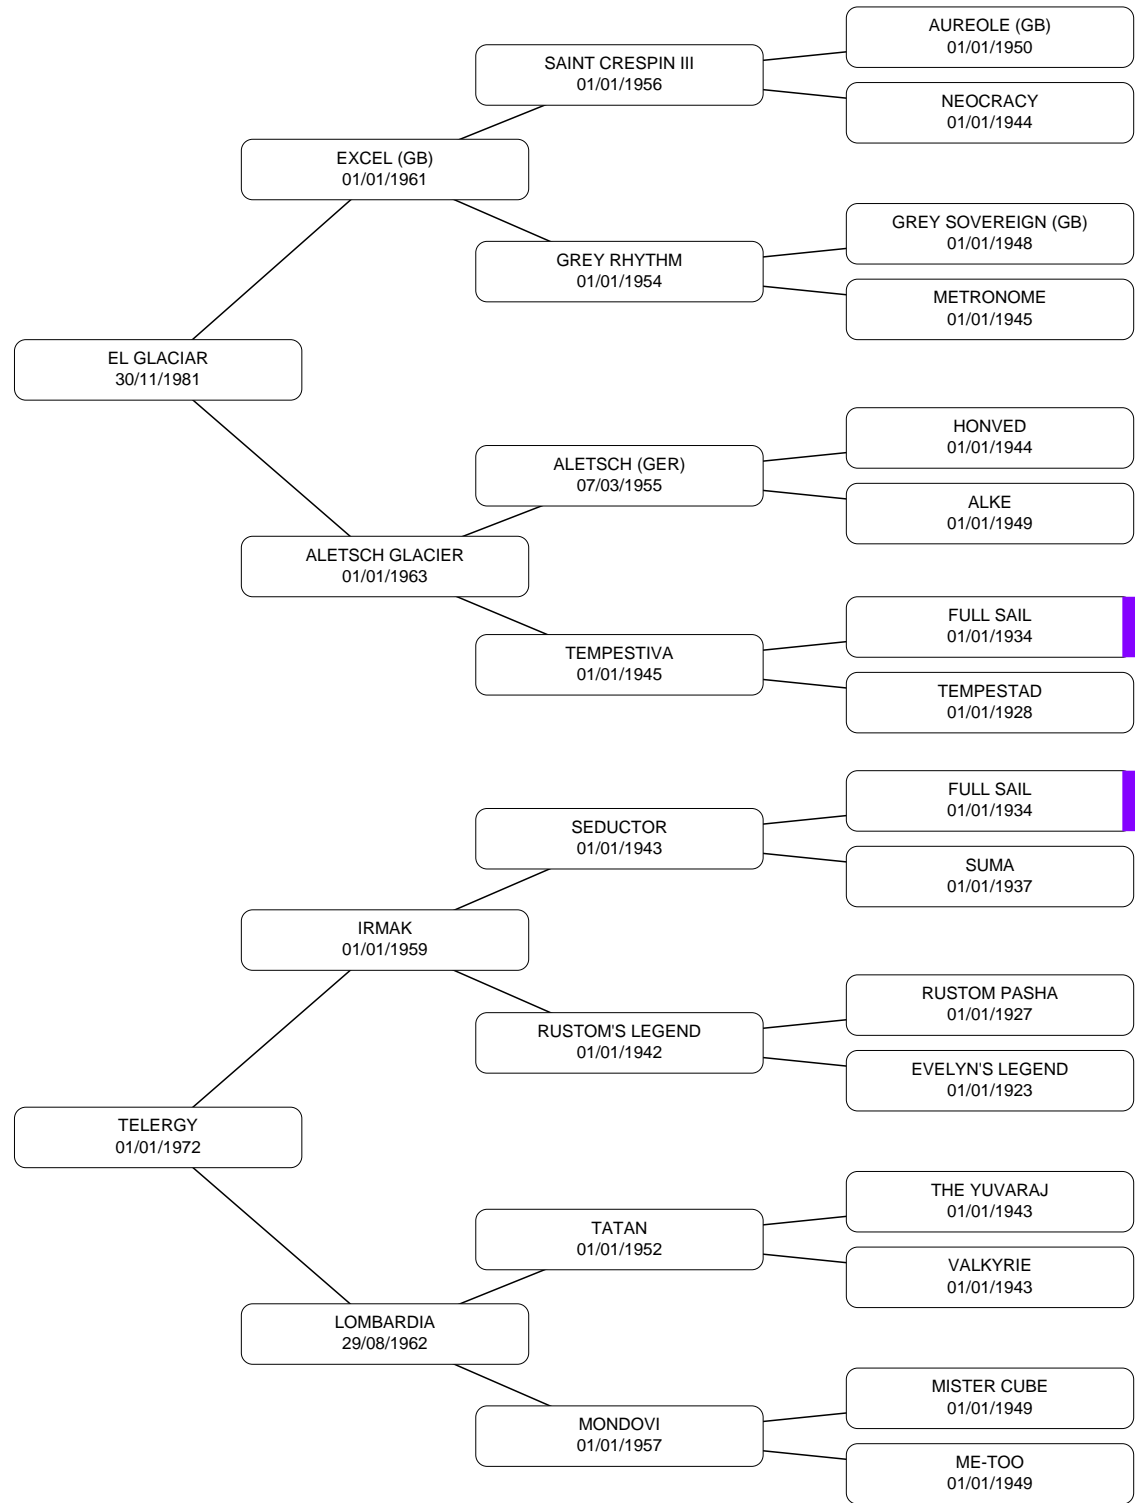 AUREOLE (GB)
01/01/1950
SAINT CRESPIN III
01/01/1956
NEOCRACY
01/01/1944
EXCEL (GB)
01/01/1961
GREY SOVEREIGN (GB)
01/01/1948
GREY RHYTHM
01/01/1954
METRONOME
01/01/1945
EL GLACIAR
30/11/1981
HONVED
01/01/1944
ALETSCH (GER)
07/03/1955
ALKE
01/01/1949
ALETSCH GLACIER
01/01/1963
FULL SAIL
01/01/1934
TEMPESTIVA
01/01/1945
TEMPESTAD
01/01/1928
FULL SAIL
01/01/1934
SEDUCTOR
01/01/1943
SUMA
01/01/1937
IRMAK
01/01/1959
RUSTOM PASHA
01/01/1927
RUSTOM'S LEGEND
01/01/1942
EVELYN'S LEGEND
01/01/1923
TELERGY
01/01/1972
THE YUVARAJ
01/01/1943
TATAN
01/01/1952
VALKYRIE
01/01/1943
LOMBARDIA
29/08/1962
MISTER CUBE
01/01/1949
MONDOVI
01/01/1957
ME-TOO
01/01/1949